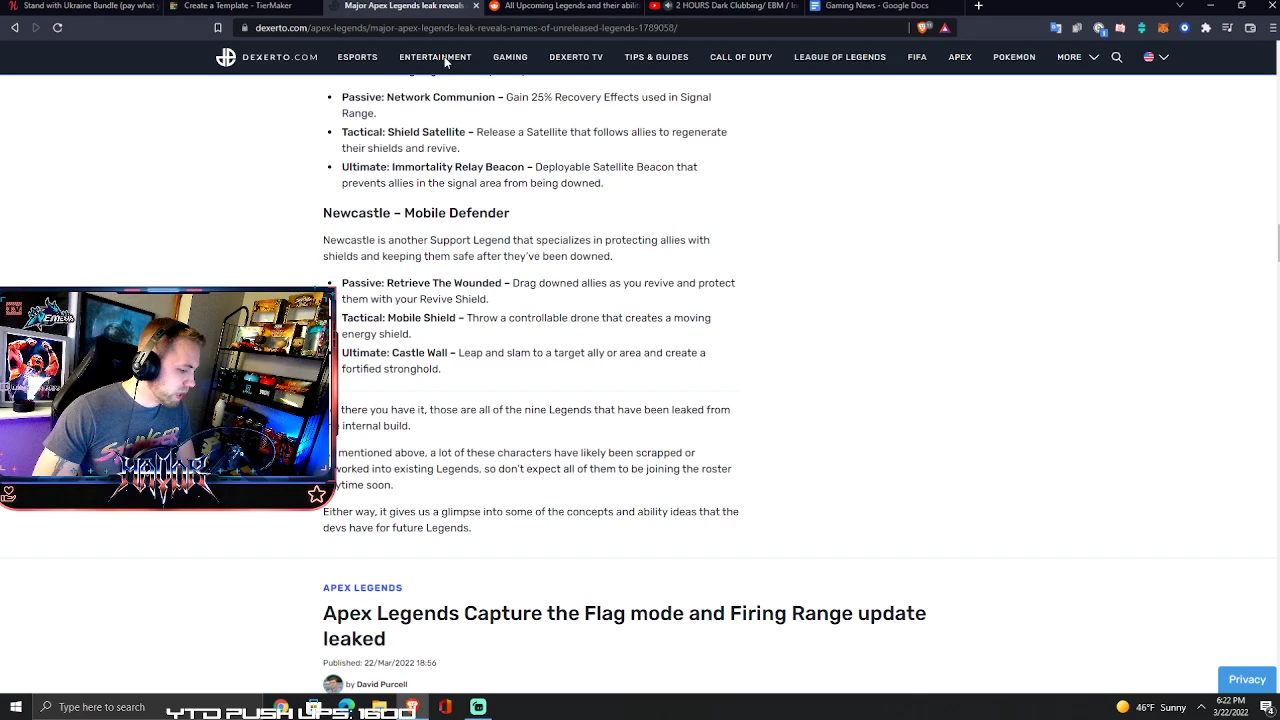 Stand with Ukraine Bundle (pay what y
Create a Template - TierMaker
Major Apex Legends leak reveals
All Upcoming Legends and their abiliti
2 HOURS Dark Clubbing/ EBM / In
Gaming News - Google Docs
dexerto.com/apex-legends/major-apex-legends-leak-reveals-names-of-unreleased-legends-1789058/
DEXERTO.COM
ESPORTS
ENTERTAINMENT
GAMING
DEXERTO TV
TIPS & GUIDES
CALL OF DUTY
LEAGUE OF LEGENDS
FIFA
APEX
POKEMON
MORE
Passive: Network Communion – Gain 25% Recovery Effects used in Signal
Range.
Tactical: Shield Satellite – Release a Satellite that follows allies to regenerate
their shields and revive.
Ultimate: Immortality Relay Beacon – Deployable Satellite Beacon that
prevents allies in the signal area from being downed.
Newcastle – Mobile Defender
Newcastle is another Support Legend that specializes in protecting allies with
shields and keeping them safe after they've been downed.
Passive: Retrieve The Wounded – Drag downed allies as you revive and protect
them with your Revive Shield.
Tactical: Mobile Shield – Throw a controllable drone that creates a moving
energy shield.
Ultimate: Castle Wall – Leap and slam to a target ally or area and create a
fortified stronghold.
there you have it, those are all of the nine Legends that have been leaked from
internal build.
mentioned above, a lot of these characters have likely been scrapped or
worked into existing Legends, so don't expect all of them to be joining the roster
ytime soon.
Either way, it gives us a glimpse into some of the concepts and ability ideas that the
devs have for future Legends.
APEX LEGENDS
Apex Legends Capture the Flag mode and Firing Range update
leaked
Published: 22/Mar/2022 18:56
by David Purcell
Privacy
Type here to search
YTD PUSH UPS: 1600
46°F Sunny
6:22 PM
3/22/2022